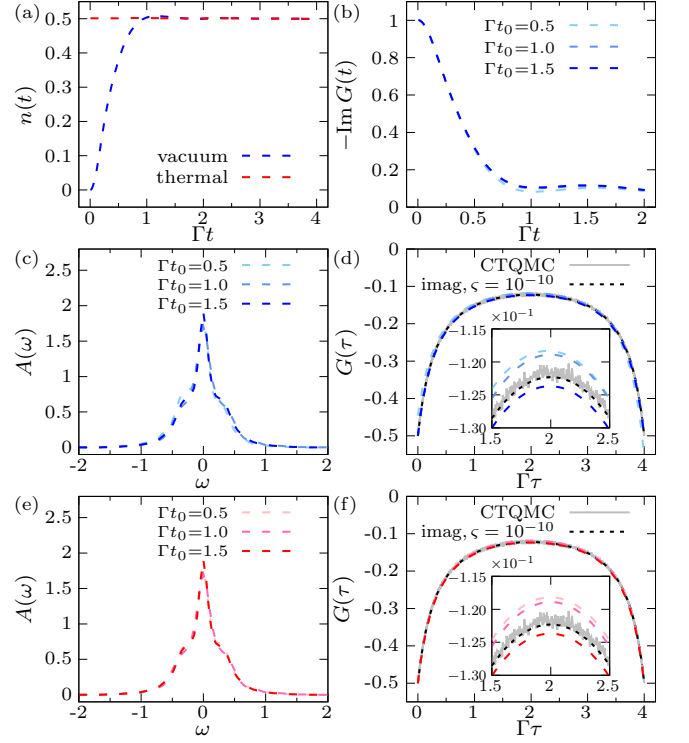 (a)
n(t)
0.5
0.4
0.3
0.2
0.1
0
vacuum
thermal
0 1 2 3 4
Γt
(b)
−Im G(t)
1
0.8
0.6
0.4
0.2
0
Γt₀=0.5
Γt₀=1.0
Γt₀=1.5
0 0.5 1 1.5 2
Γt
(c)
A(ω)
2.5
2
1.5
1
0.5
0
Γt₀=0.5
Γt₀=1.0
Γt₀=1.5
-2 -1 0 1 2
ω
(d)
G(τ)
0
-0.1
-0.2
-0.3
-0.4
-0.5
CTQMC
imag, ς = 10⁻¹⁰
×10⁻¹
−1.15
−1.20
−1.25
−1.30
1.5 2 2.5
0 1 2 3 4
Γτ
(e)
A(ω)
2.5
2
1.5
1
0.5
0
Γt₀=0.5
Γt₀=1.0
Γt₀=1.5
-2 -1 0 1 2
ω
(f)
G(τ)
0
-0.1
-0.2
-0.3
-0.4
-0.5
CTQMC
imag, ς = 10⁻¹⁰
×10⁻¹
−1.15
−1.20
−1.25
−1.30
1.5 2 2.5
0 1 2 3 4
Γτ